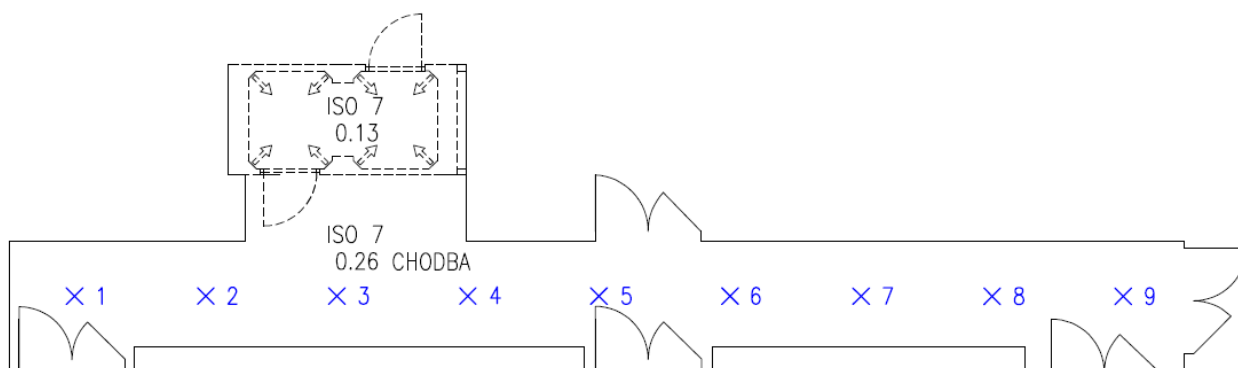 ISO 7
0.13
ISO 7
0.26 CHODBA
× 1 × 2 × 3 × 4 × 5 × 6 × 7 × 8 × 9